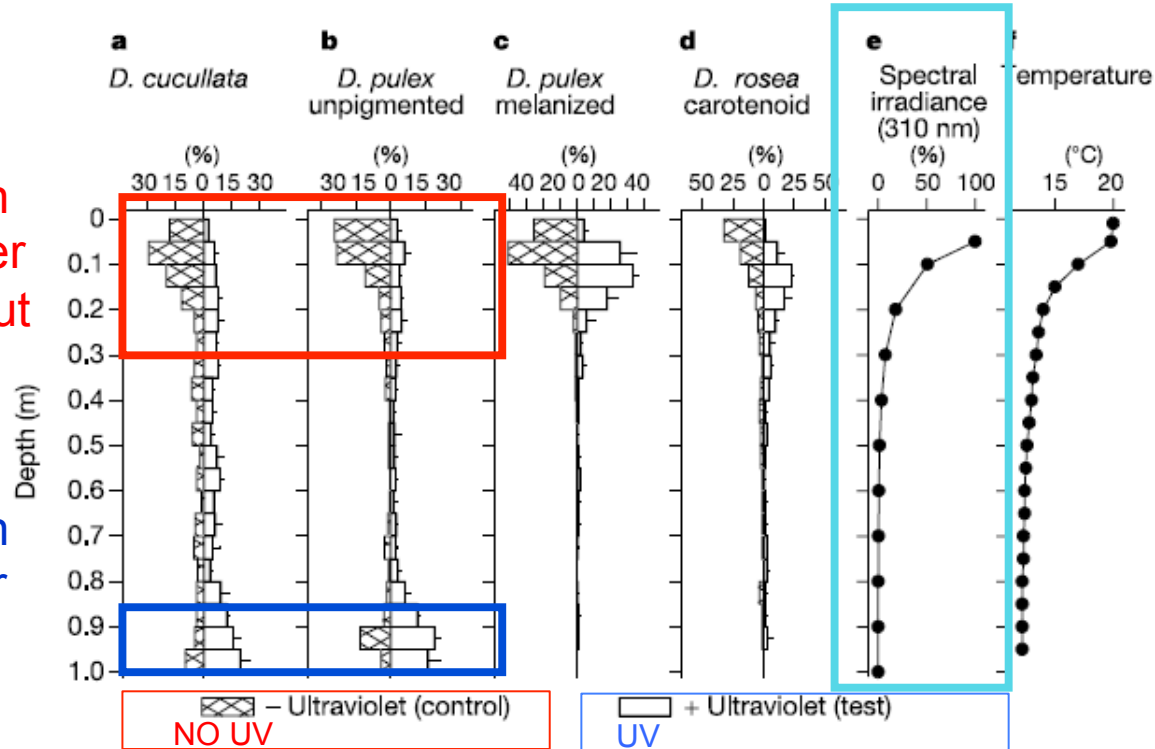 a
D. cucullata
b
D. pulex
unpigmented
c
D. pulex
melanized
d
D. rosea
carotenoid
e
Spectral
irradiance
(310 nm)
Temperature
(%)
(%)
(%)
(%)
(%)
(°C)
30 15 0 15 30
30 15 0 15 30
40 20 0 20 40
50 25 0 25
0 50 100
15 20
Depth (m)
0
0.1
0.2
0.3
0.4
0.5
0.6
0.7
0.8
0.9
1.0
– Ultraviolet (control)
NO UV
+ Ultraviolet (test)
UV